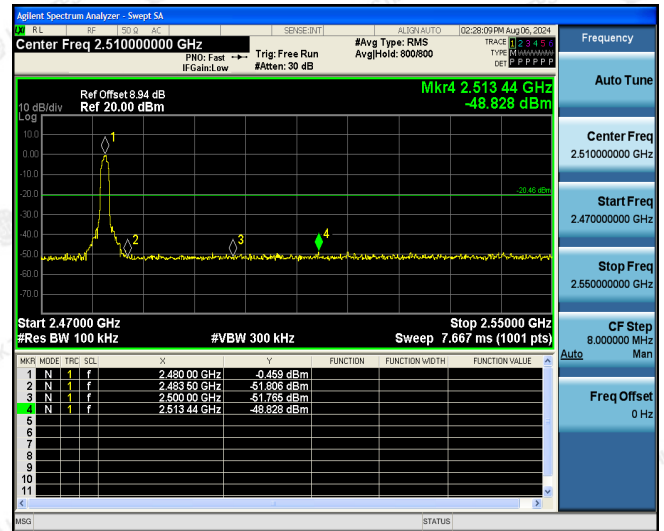 Agilent Spectrum Analyzer - Swept SA
LXI RL RF 50 Ω AC SENSE:INT ALIGN AUTO 02:28:09 PM Aug 06, 2024
Center Freq 2.510000000 GHz #Avg Type: RMS TRACE 1 2 3 4 5 6
PNO: Fast Trig: Free Run Avg|Hold: 800/800 TYPE M
IFGain:Low #Atten: 30 dB DET P P P P P P
Ref Offset 8.94 dB Mkr4 2.513 44 GHz
10 dB/div Ref 20.00 dBm -48.828 dBm
Log
10.0
0.00
-10.0
-20.0
-30.0
-40.0
-50.0
-60.0
-70.0
1
2
3
4
-20.46 dBm
Start 2.47000 GHz Stop 2.55000 GHz
#Res BW 100 kHz #VBW 300 kHz Sweep 7.667 ms (1001 pts)
MKR MODE TRC SCL X Y FUNCTION FUNCTION WIDTH FUNCTION VALUE
1 N 1 f 2.480 00 GHz -0.459 dBm
2 N 1 f 2.483 50 GHz -51.806 dBm
3 N 1 f 2.500 00 GHz -51.765 dBm
4 N 1 f 2.513 44 GHz -48.828 dBm
5
6
7
8
9
10
11
MSG STATUS
Frequency
Auto Tune
Center Freq
2.510000000 GHz
Start Freq
2.470000000 GHz
Stop Freq
2.550000000 GHz
CF Step
8.000000 MHz
Auto Man
Freq Offset
0 Hz